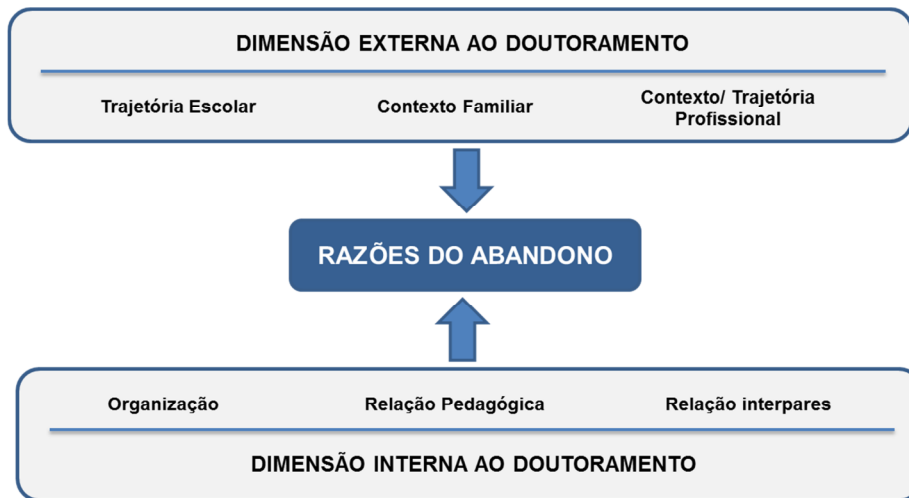 DIMENSÃO EXTERNA AO DOUTORAMENTO
Trajetória Escolar
Contexto Familiar
Contexto/ Trajetória
Profissional
RAZÕES DO ABANDONO
Organização
Relação Pedagógica
Relação interpares
DIMENSÃO INTERNA AO DOUTORAMENTO